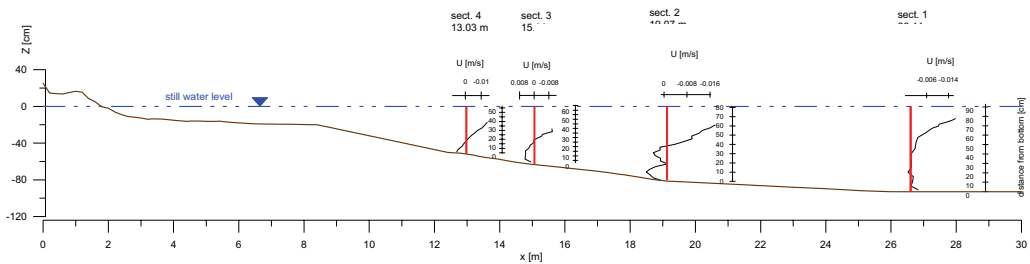 sect. 4
13.03 m
sect. 3
15.
sect. 2
19.07 m
sect. 1
U [m/s]
0 -0.01
U [m/s]
0.008 0 -0.008
U [m/s]
0 -0.008 -0.016
U [m/s]
-0.006 -0.014
Z [cm]
40
0
-40
-80
-120
still water level
50
40
30
20
10
0
60
50
40
30
20
10
0
80
70
60
50
40
30
20
10
0
90
80
70
60
50
40
30
20
10
0
distance from bottom [cm]
0 2 4 6 8 10 12 14 16 18 20 22 24 26 28 30
x [m]